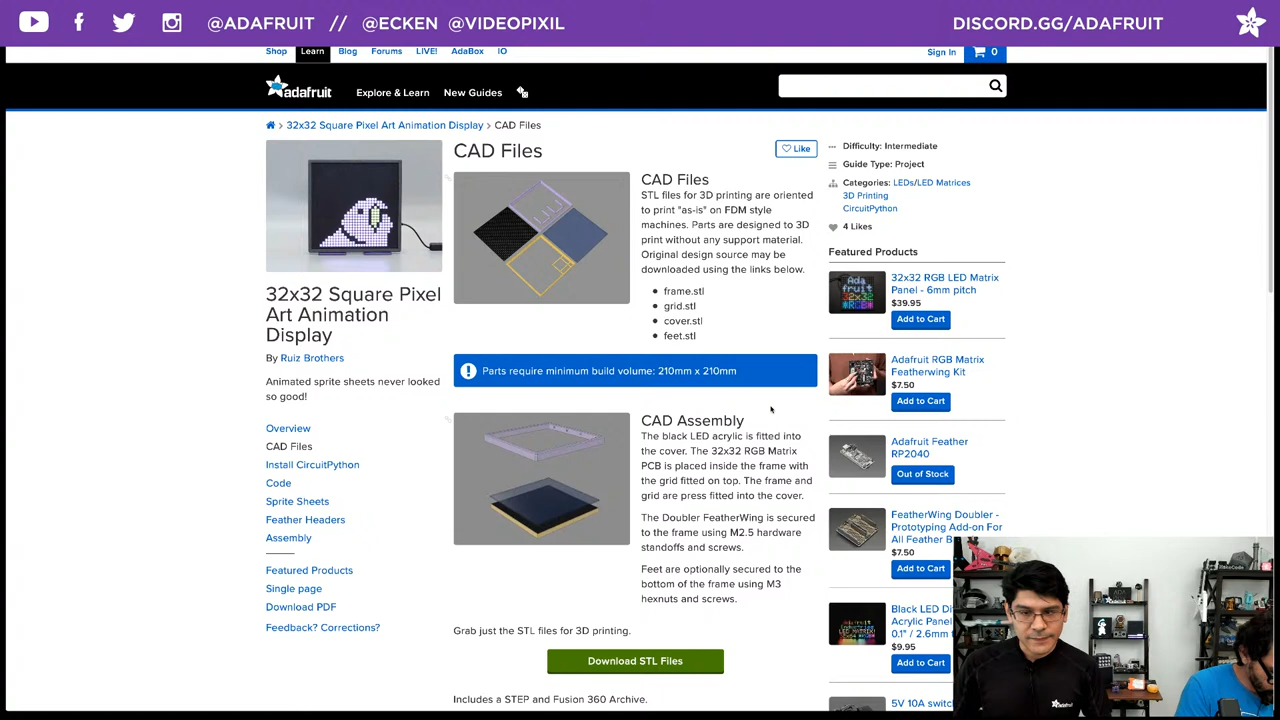 @ADAFRUIT // @ECKEN @VIDEOPIXIL
DISCORD.GG/ADAFRUIT
Shop Learn Blog Forums LIVE! AdaBox IO
Sign In 0
adafruit Explore & Learn New Guides
32x32 Square Pixel Art Animation Display > CAD Files
CAD Files
Like
32x32 Square Pixel
Art Animation
Display
By Ruiz Brothers
Animated sprite sheets never looked
so good!
Overview
CAD Files
Install CircuitPython
Code
Sprite Sheets
Feather Headers
Assembly
Featured Products
Single page
Download PDF
Feedback? Corrections?
CAD Files
STL files for 3D printing are oriented
to print "as-is" on FDM style
machines. Parts are designed to 3D
print without any support material.
Original design source may be
downloaded using the links below.
frame.stl
grid.stl
cover.stl
feet.stl
Parts require minimum build volume: 210mm x 210mm
CAD Assembly
The black LED acrylic is fitted into
the cover. The 32x32 RGB Matrix
PCB is placed inside the frame with
the grid fitted on top. The frame and
grid are press fitted into the cover.
The Doubler FeatherWing is secured
to the frame using M2.5 hardware
standoffs and screws.
Feet are optionally secured to the
bottom of the frame using M3
hexnuts and screws.
Grab just the STL files for 3D printing.
Download STL Files
Includes a STEP and Fusion 360 Archive.
Difficulty: Intermediate
Guide Type: Project
Categories: LEDs/LED Matrices
3D Printing
CircuitPython
4 Likes
Featured Products
32x32 RGB LED Matrix
Panel - 6mm pitch
$39.95
Add to Cart
Adafruit RGB Matrix
Featherwing Kit
$7.50
Add to Cart
Adafruit Feather
RP2040
Out of Stock
FeatherWing Doubler -
Prototyping Add-on For
All Feather B
$7.50
Add to Cart
Black LED Di
Acrylic Panel
0.1" / 2.6mm t
$9.95
Add to Cart
5V 10A switc
Ada
fruit
32x32
*RGB*
ADA
adafruit